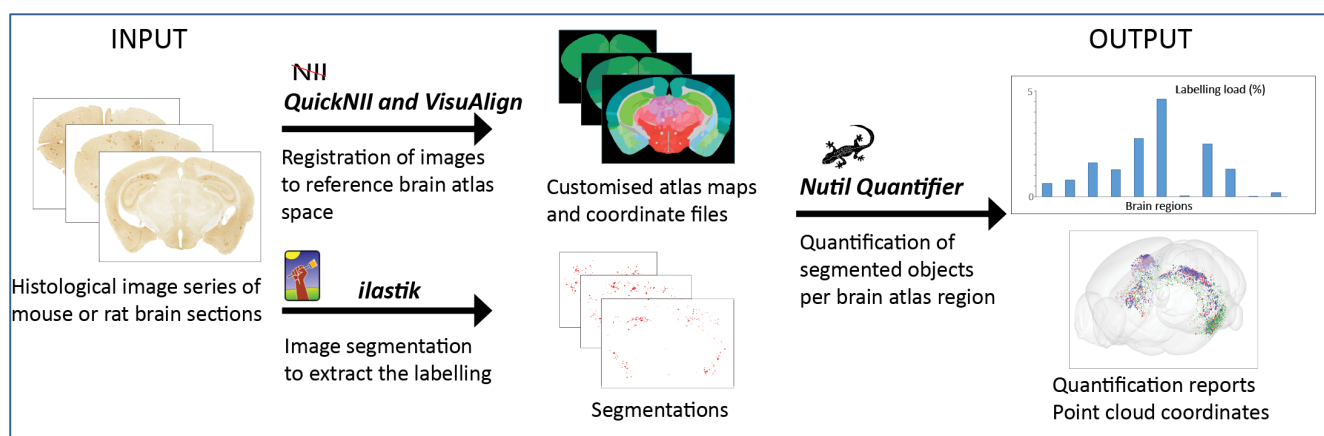 INPUT
Histological image series of
mouse or rat brain sections
NII
QuickNII and VisuAlign
Registration of images
to reference brain atlas
space
ilastik
Image segmentation
to extract the labelling
Customised atlas maps
and coordinate files
Segmentations
Nutil Quantifier
Quantification of
segmented objects
per brain atlas region
OUTPUT
Labelling load (%)
5
0
Brain regions
Quantification reports
Point cloud coordinates